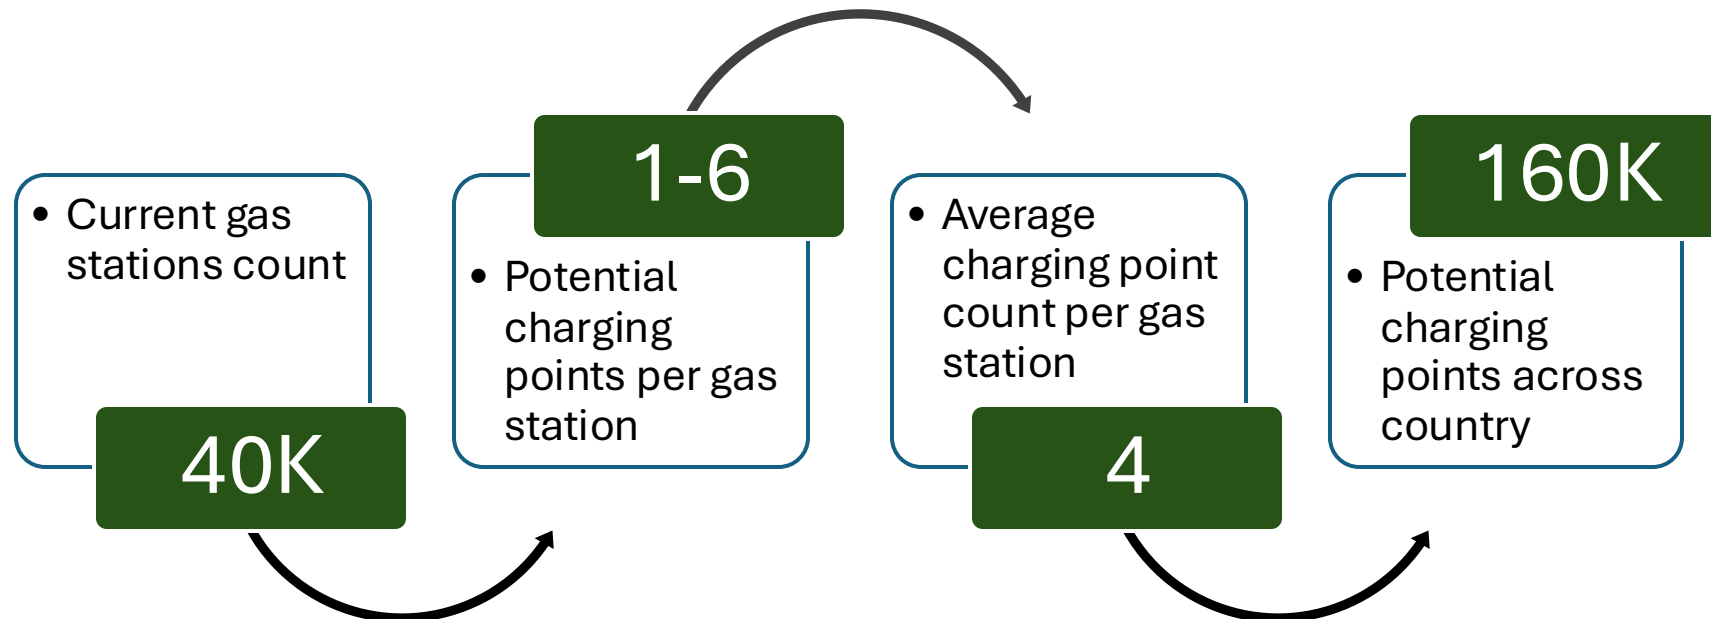 • Current gas
stations count
40K
1-6
• Potential
charging
points per gas
station
• Average
charging point
count per gas
station
4
160K
• Potential
charging
points across
country